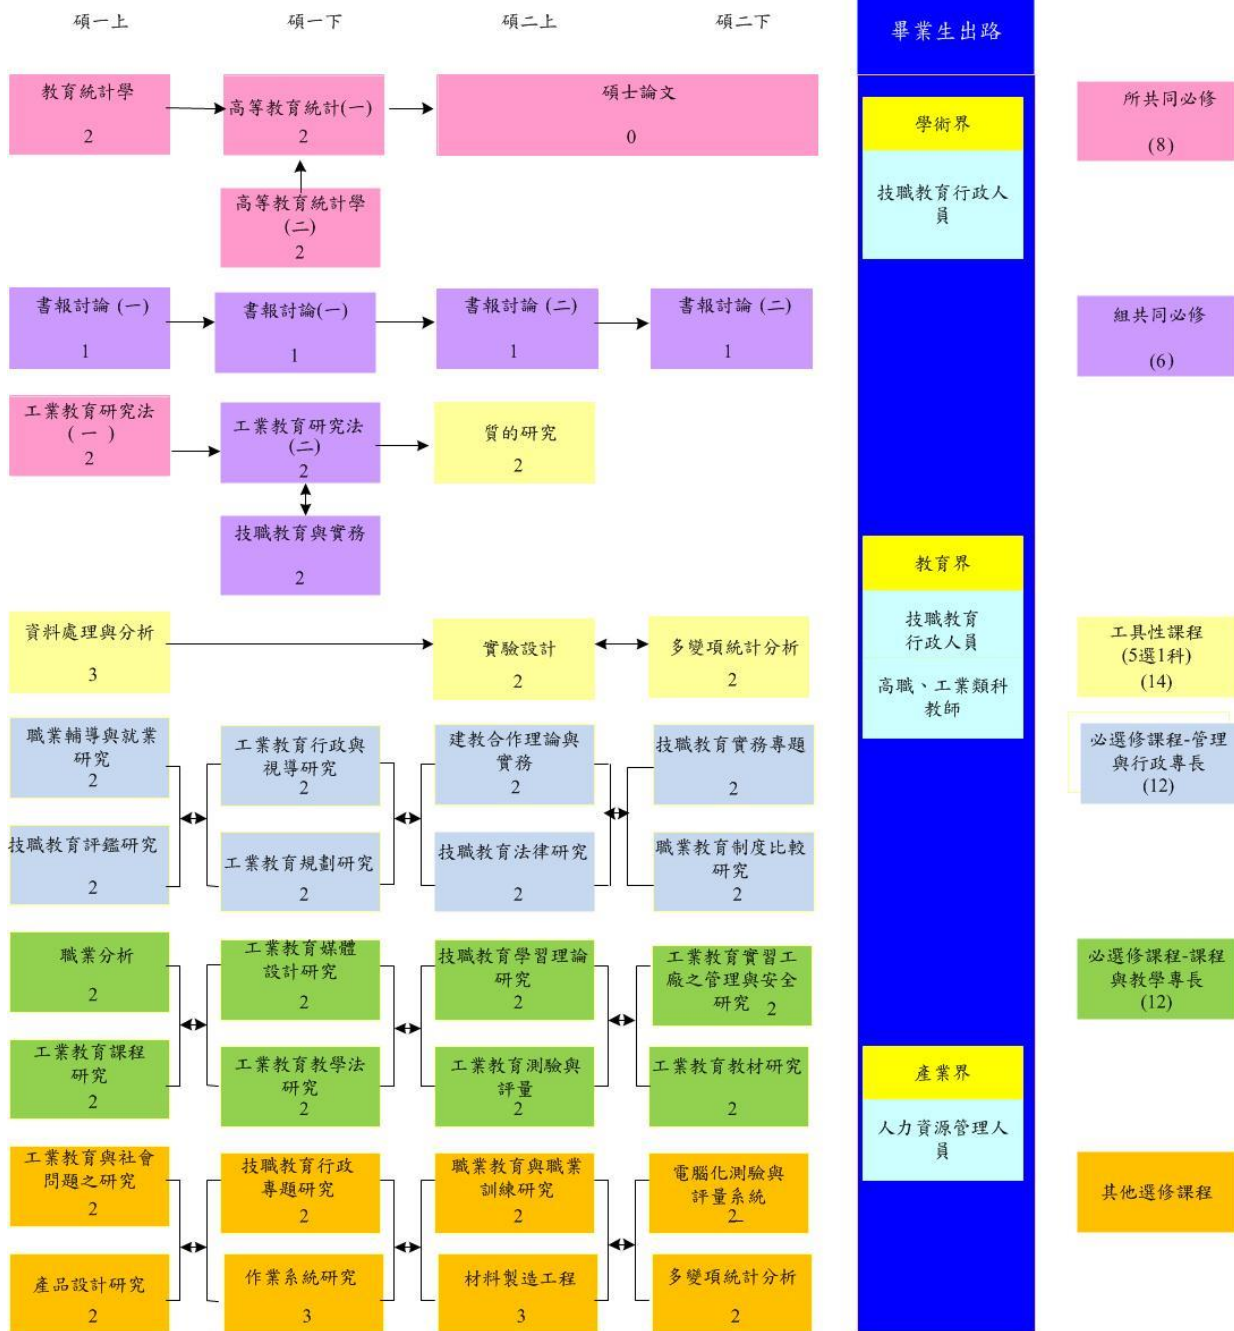 碩一上
碩一下
碩二上
碩二下
畢業生出路
教育統計學
2
高等教育統計(一)
2
碩士論文
0
學術界
技職教育行政人
員
所共同必修
(8)
高等教育統計學
(二)
2
書報討論 (一)
1
書報討論(一)
1
書報討論 (二)
1
書報討論 (二)
1
組共同必修
(6)
工業教育研究法
( 一 )
2
工業教育研究法
(二)
2
質的研究
2
技職教育與實務
2
教育界
技職教育
行政人員
高職、工業類科
教師
資料處理與分析
3
實驗設計
2
多變項統計分析
2
工具性課程
(5選1科)
(14)
職業輔導與就業
研究
2
工業教育行政與
視導研究
2
建教合作理論與
實務
2
技職教育實務專題
2
必選修課程-管理
與行政專長
(12)
技職教育評鑑研究
2
工業教育規劃研究
2
技職教育法律研究
2
職業教育制度比較
研究
2
職業分析
2
工業教育媒體
設計研究
2
技職教育學習理論
研究
2
工業教育實習工
廠之管理與安全
研究 2
必選修課程-課程
與教學專長
(12)
工業教育課程
研究
2
工業教育教學法
研究
2
工業教育測驗與
評量
2
工業教育教材研究
2
產業界
人力資源管理人
員
工業教育與社會
問題之研究
2
技職教育行政
專題研究
2
職業教育與職業
訓練研究
2
電腦化測驗與
評量系統
2
其他選修課程
產品設計研究
2
作業系統研究
3
材料製造工程
3
多變項統計分析
2